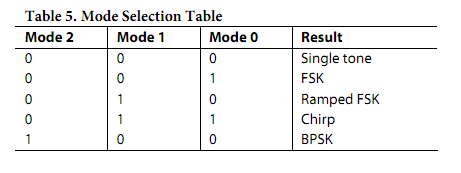 Table 5. Mode Selection Table
Mode 2 Mode 1 Mode 0 Result
0 0 0 Single tone
0 0 1 FSK
0 1 0 Ramped FSK
0 1 1 Chirp
1 0 0 BPSK